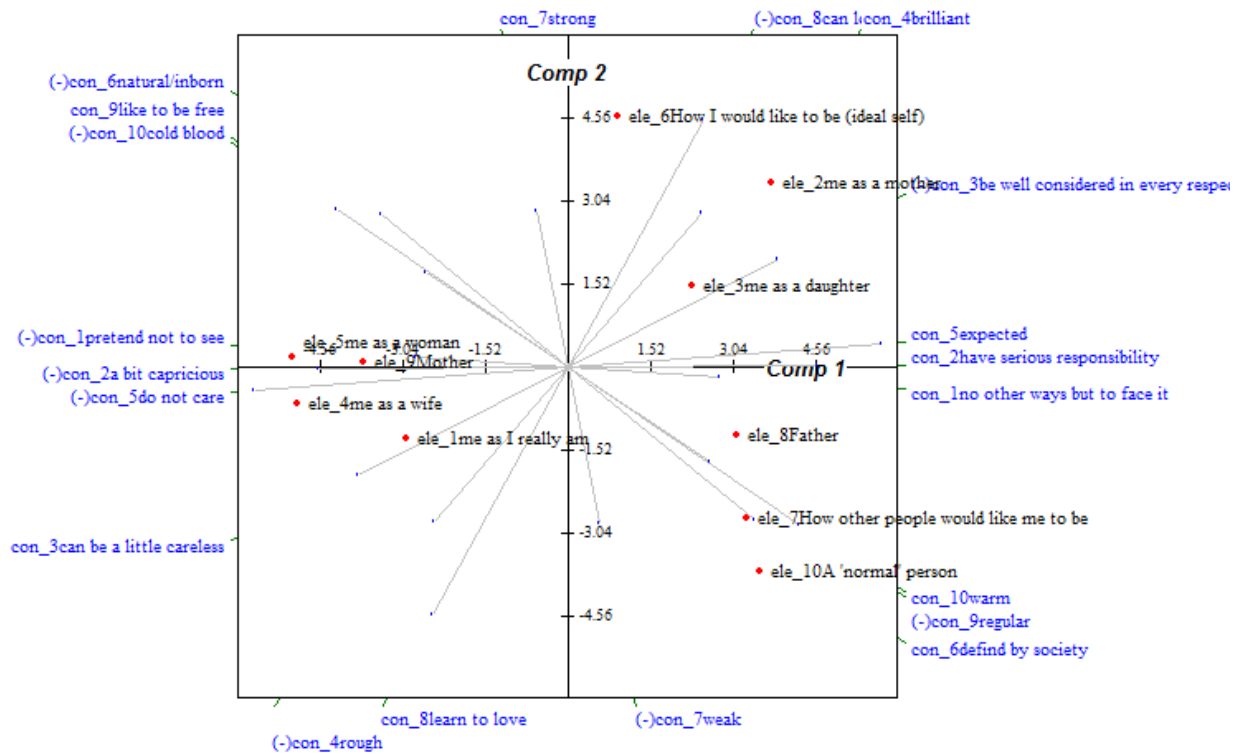 con_7strong
(-)con_8can l
con_4brilliant
(-)con_6natural/inborn
Comp 2
con_9like to be free
4.56
ele_6How I would like to be (ideal self)
(-)con_10cold blood
ele_2me as a mother
(-)con_3be well considered in every respe
3.04
1.52
ele_3me as a daughter
(-)con_1pretend not to see
ele_5me as a woman
con_5expected
-4.56
-3.04
-1.52
1.52
3.04
4.56
ele_9Mother
con_2have serious responsibility
(-)con_2a bit capricious
Comp 1
(-)con_5do not care
con_1no other ways but to face it
ele_4me as a wife
ele_1me as I really am
ele_8Father
-1.52
ele_7How other people would like me to be
-3.04
con_3can be a little careless
ele_10A 'normal' person
con_10warm
-4.56
(-)con_9regular
con_6defind by society
con_8learn to love
(-)con_7weak
(-)con_4rough